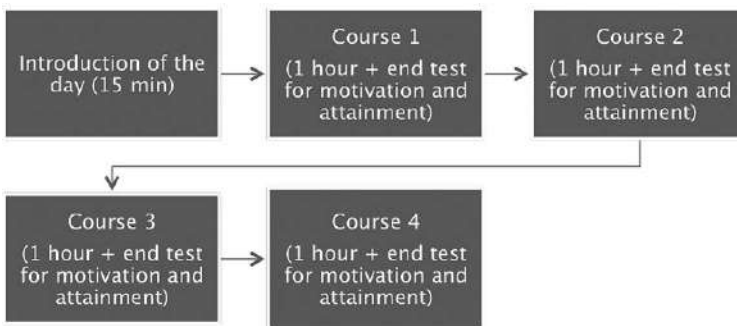 Introduction of the
day (15 min)
Course 1
(1 hour + end test
for motivation and
attainment)
Course 2
(1 hour + end test
for motivation and
attainment)
Course 3
(1 hour + end test
for motivation and
attainment)
Course 4
(1 hour + end test
for motivation and
attainment)